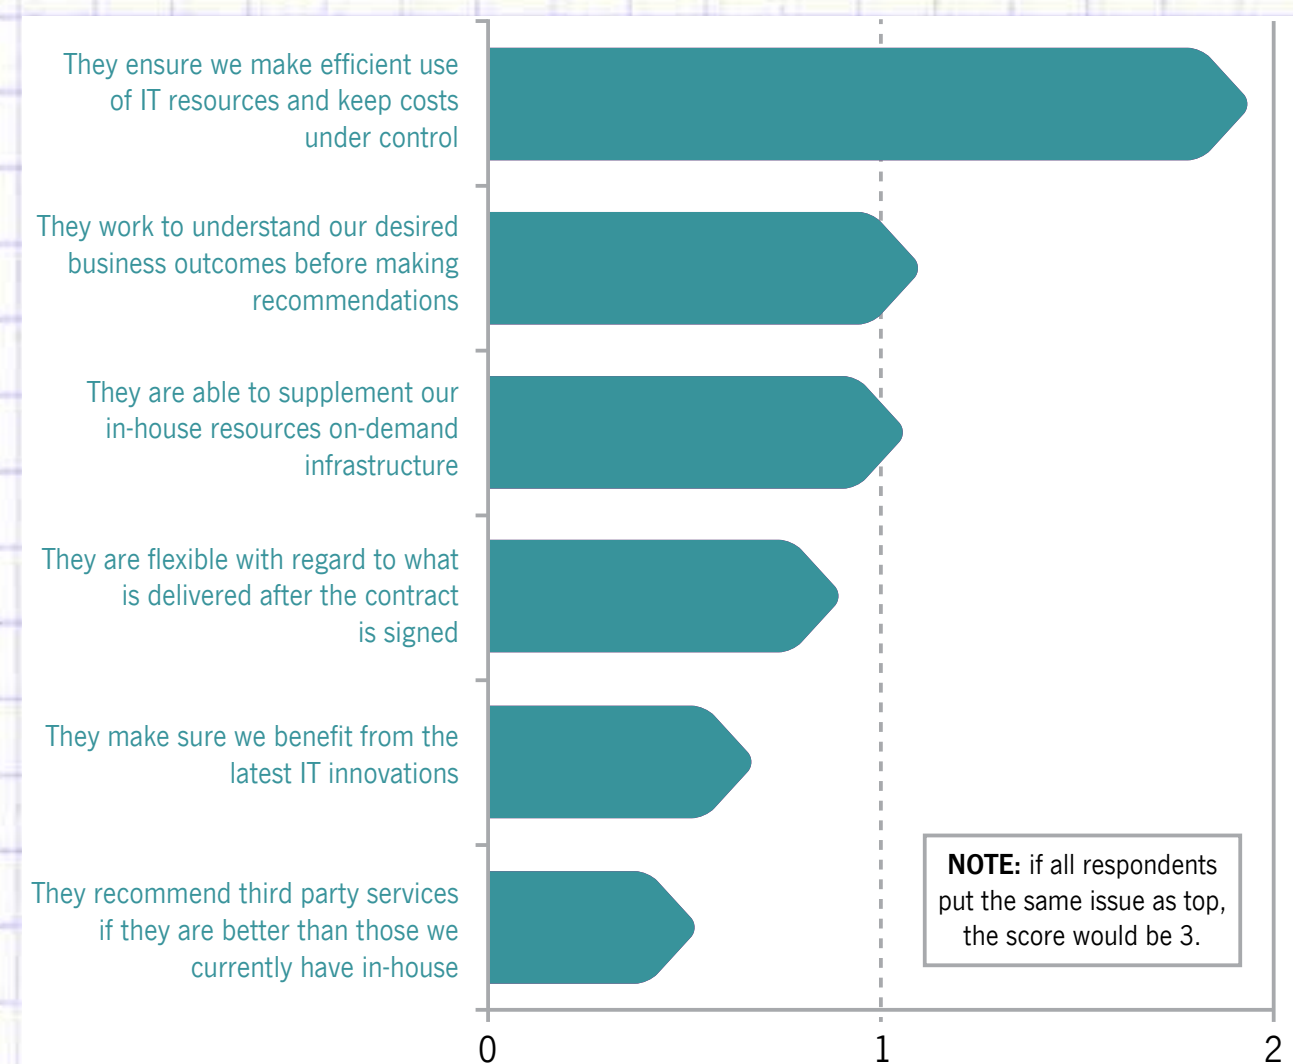 They ensure we make efficient use
of IT resources and keep costs
under control
They work to understand our desired
business outcomes before making
recommendations
They are able to supplement our
in-house resources on-demand
infrastructure
They are flexible with regard to what
is delivered after the contract
is signed
They make sure we benefit from the
latest IT innovations
They recommend third party services
if they are better than those we
currently have in-house
NOTE: if all respondents
put the same issue as top,
the score would be 3.
0 1 2